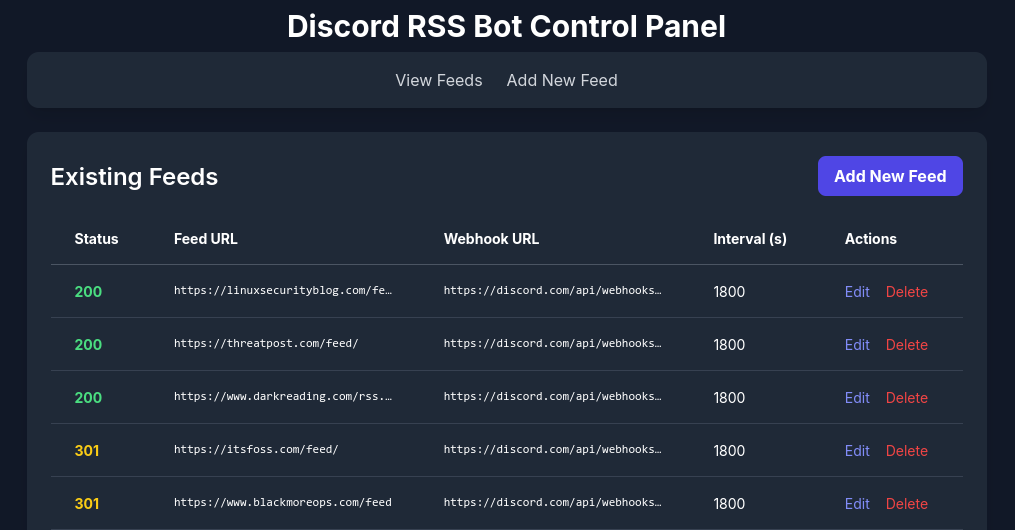 Discord RSS Bot Control Panel
View Feeds Add New Feed
Existing Feeds Add New Feed
Status Feed URL Webhook URL Interval (s) Actions
200 https://linuxsecurityblog.com/fe… https://discord.com/api/webhooks… 1800 Edit Delete
200 https://threatpost.com/feed/ https://discord.com/api/webhooks… 1800 Edit Delete
200 https://www.darkreading.com/rss.… https://discord.com/api/webhooks… 1800 Edit Delete
301 https://itsfoss.com/feed/ https://discord.com/api/webhooks… 1800 Edit Delete
301 https://www.blackmoreops.com/feed https://discord.com/api/webhooks… 1800 Edit Delete